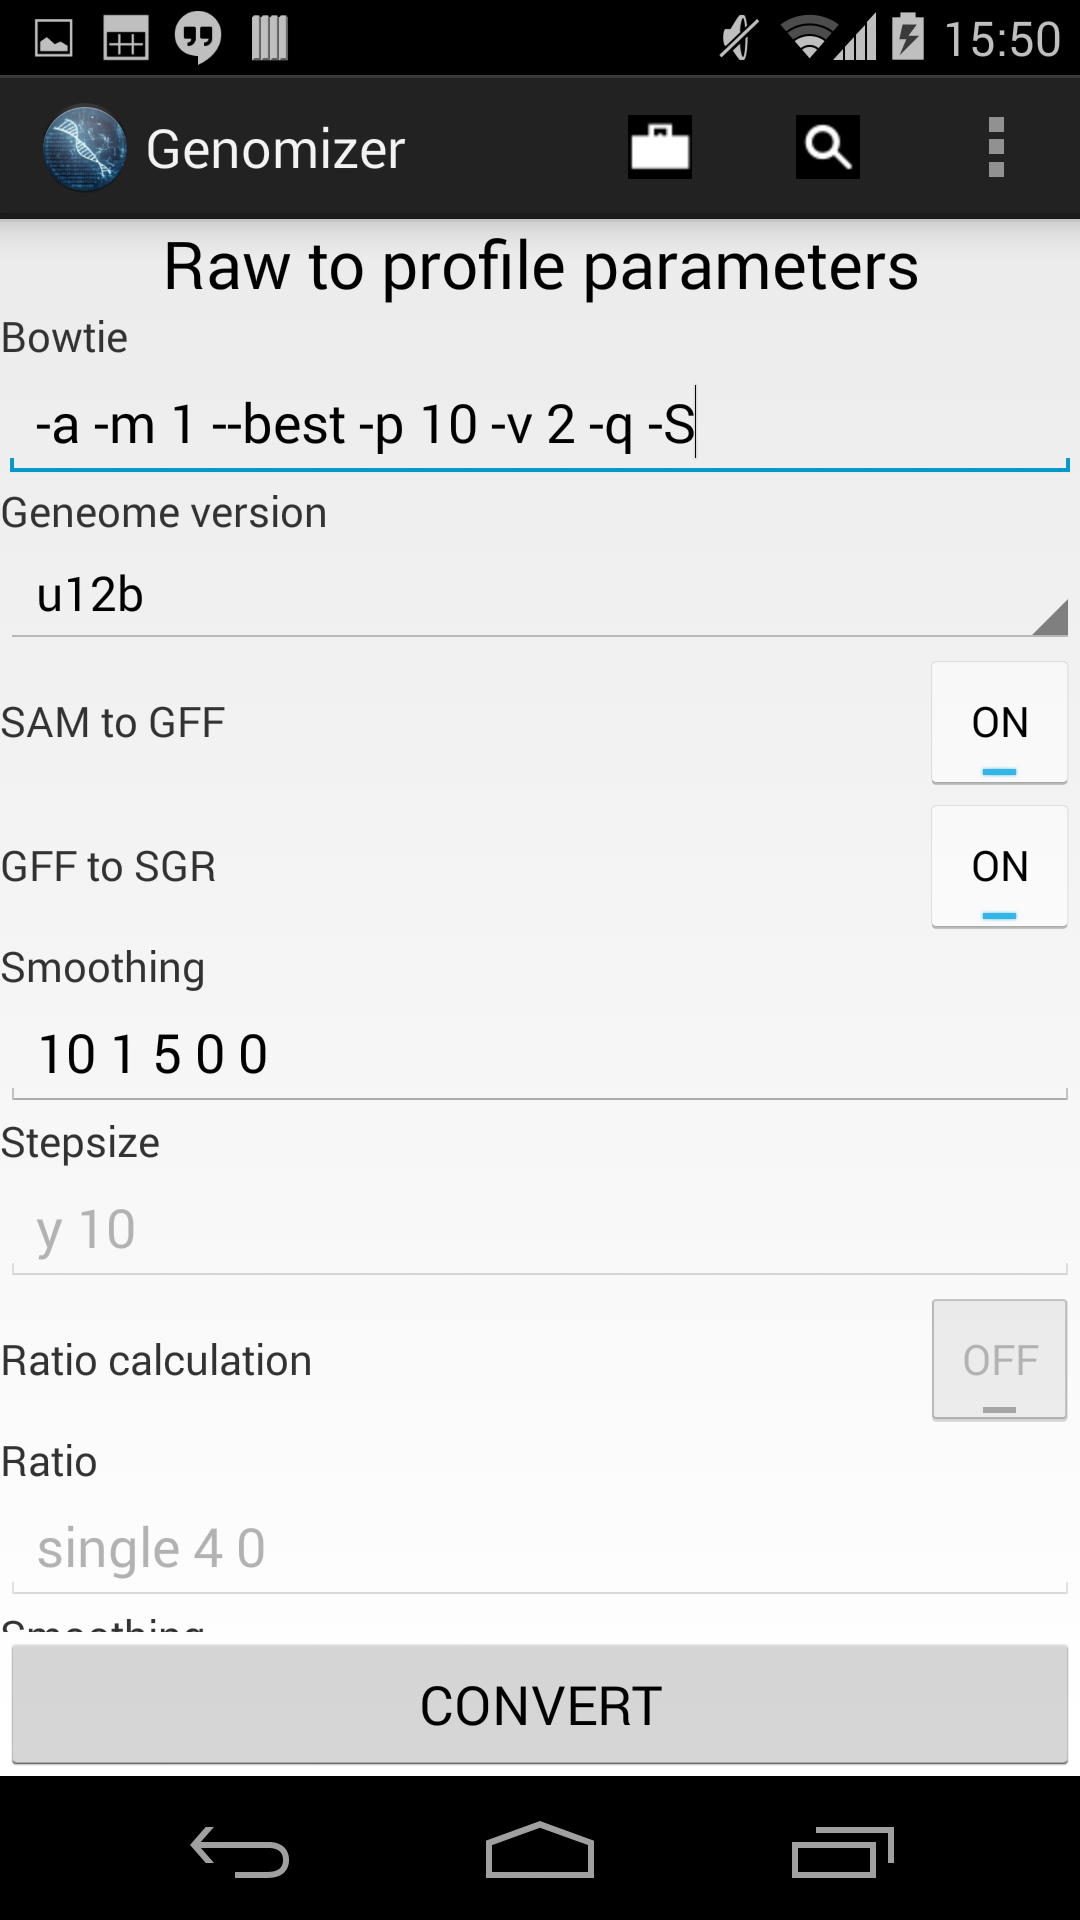 15:50
Genomizer
Raw to profile parameters
Bowtie
-a -m 1 --best -p 10 -v 2 -q -S
Geneome version
u12b
SAM to GFF
ON
GFF to SGR
ON
Smoothing
10 1 5 0 0
Stepsize
y 10
Ratio calculation
OFF
Ratio
single 4 0
Smoothing
CONVERT